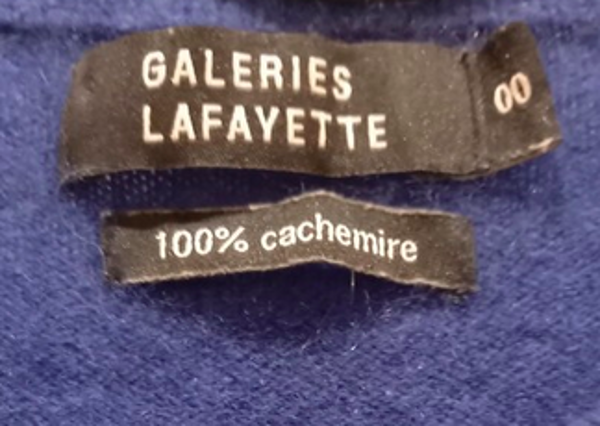 GALERIES
LAFAYETTE
00
100% cachemire